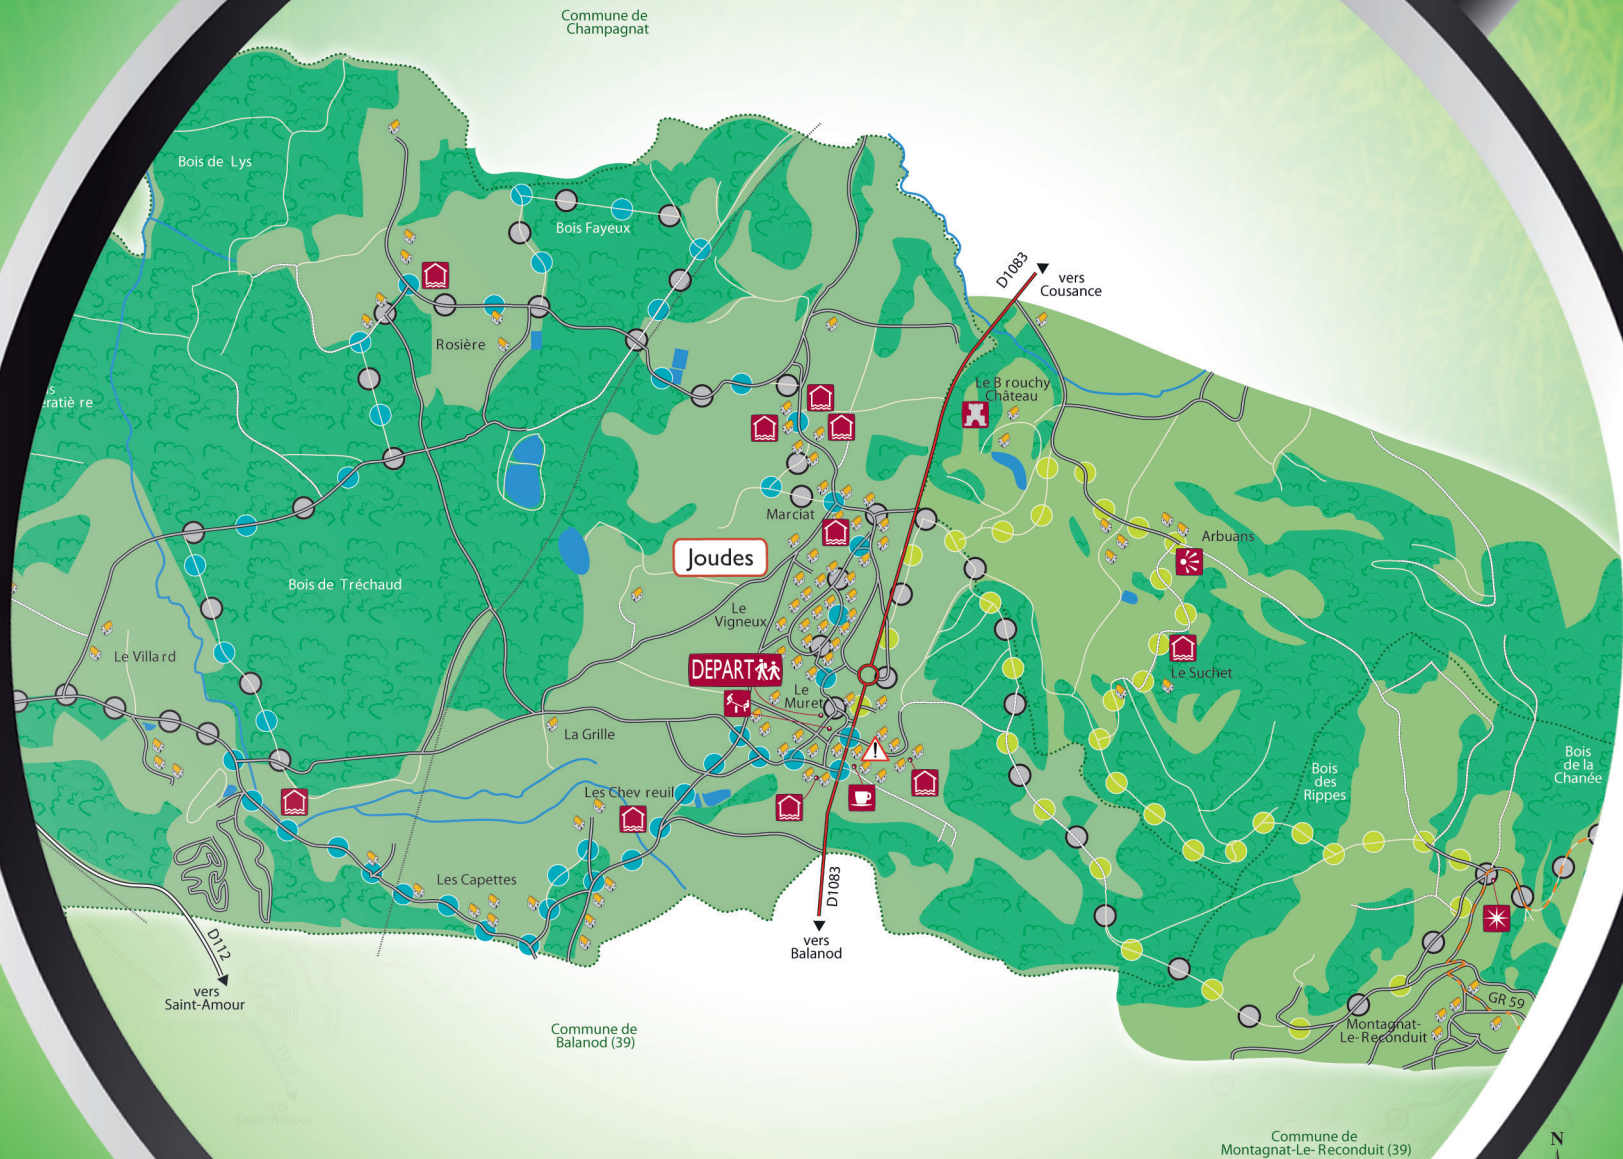 Commune de
Champagnat
Bois de Lys
Bois Fayeux
D1083
vers
Cousance
Rosière
Le B rouchy
Château
Marciat
Arbuans
Joudes
Bois de Tréchaud
Le
Vigneux
Le Villa rd
DEPART
Le Suchet
Le
Muret
La Grille
Bois
de la
Chanée
Bois
des
Rippes
Les Chev reuil
Les Capettes
D1083
D112
vers
Balanod
vers
Saint-Amour
GR 59
Montagnat-
Le-Reconduit
Commune de
Balanod (39)
vers
Saint-Amour
Commune de
Montagnat-Le- Reconduit (39)
N